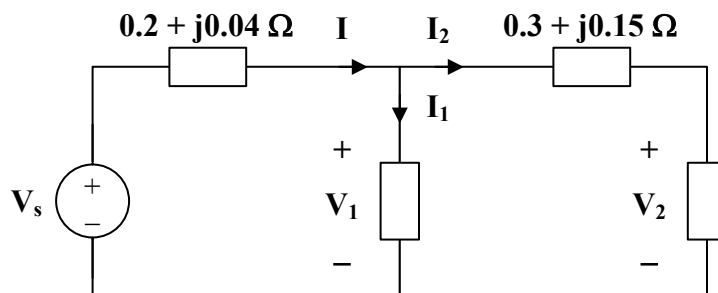 0.2 + j0.04 Ω I I₂ 0.3 + j0.15 Ω
I₁
+ +
Vₛ + − V₁ V₂
− −